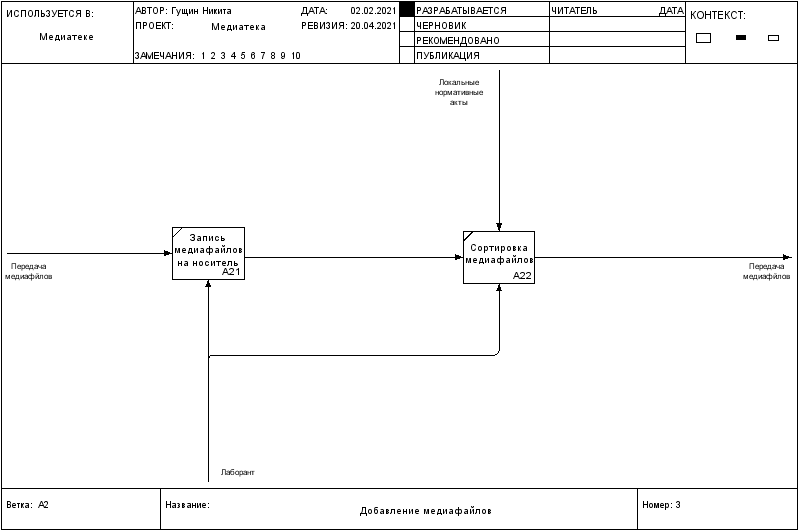 ИСПОЛЬЗУЕТСЯ В:
Медиатеке
АВТОР: Гущин Никита
ДАТА: 02.02.2021
ПРОЕКТ: Медиатека
РЕВИЗИЯ: 20.04.2021
ЗАМЕЧАНИЯ: 1 2 3 4 5 6 7 8 9 10
РАЗРАБАТЫВАЕТСЯ
ЧЕРНОВИК
РЕКОМЕНДОВАНО
ПУБЛИКАЦИЯ
ЧИТАТЕЛЬ ДАТА
КОНТЕКСТ:
Локальные
нормативные
акты
Запись
медиафайлов
на носитель
A21
Сортировка
медиафайлов
A22
Передача
медиафйлов
Передача
медиафйлов
Лаборант
Ветка: A2
Название:
Добавление медиафайлов
Номер: 3